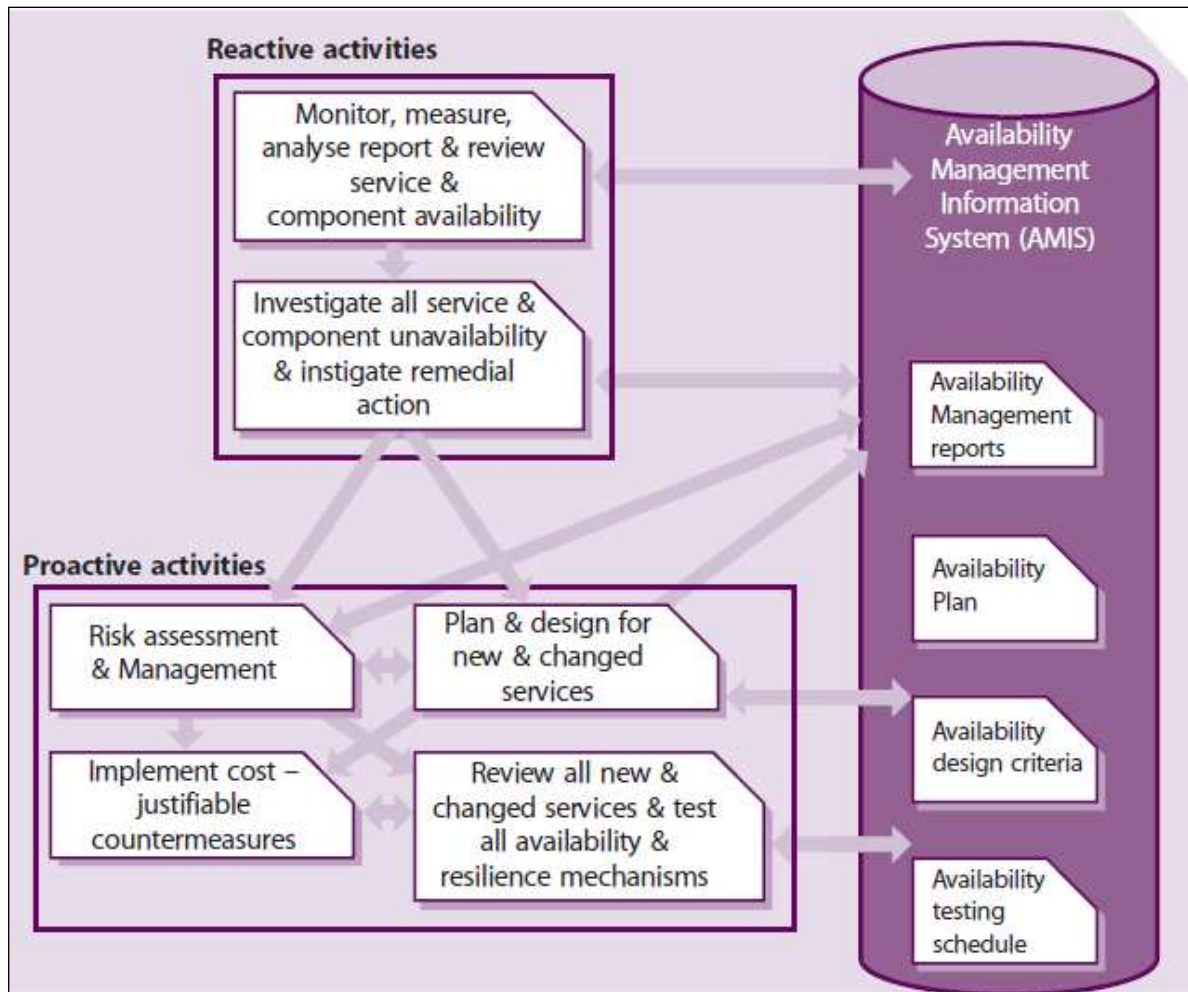 Reactive activities
Monitor, measure,
analyse report & review
service &
component availability
Investigate all service &
component unavailability
& instigate remedial
action
Proactive activities
Risk assessment
& Management
Plan & design for
new & changed
services
Implement cost –
justifiable
countermeasures
Review all new &
changed services & test
all availability &
resilience mechanisms
Availability
Management
Information
System (AMIS)
Availability
Management
reports
Availability
Plan
Availability
design criteria
Availability
testing
schedule